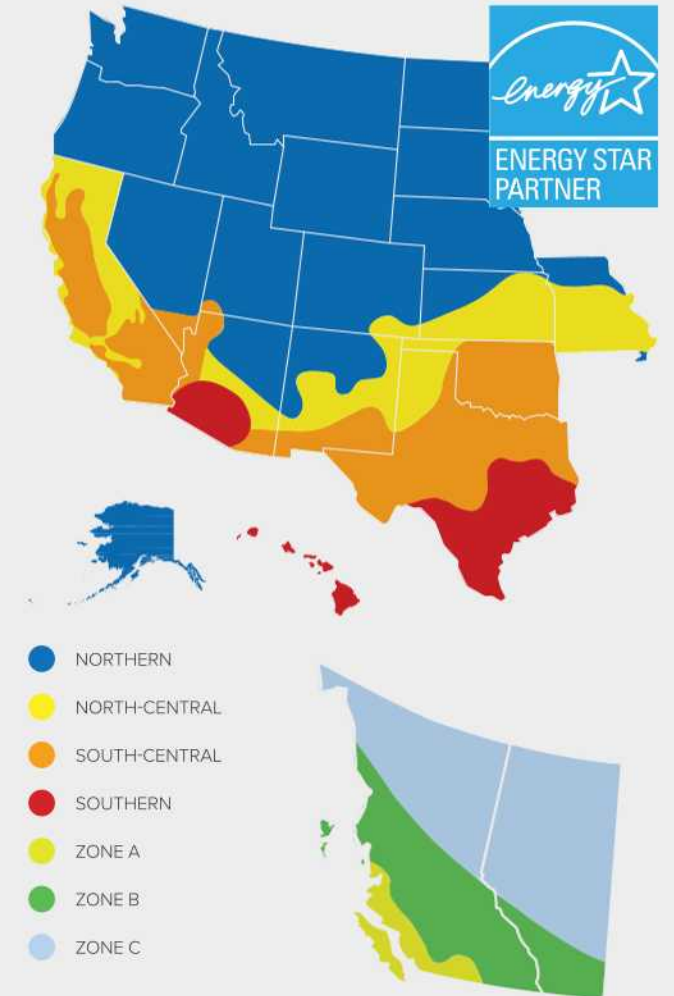 energy
ENERGY STAR
PARTNER
NORTHERN
NORTH-CENTRAL
SOUTH-CENTRAL
SOUTHERN
ZONE A
ZONE B
ZONE C